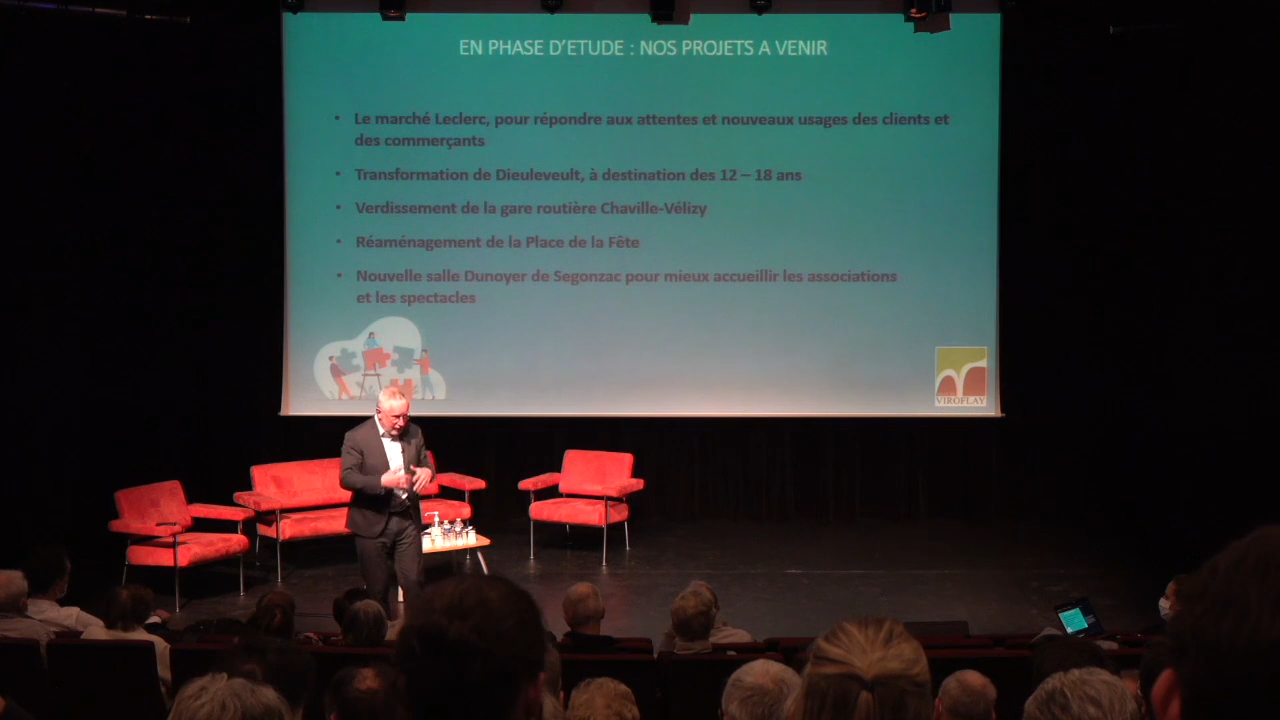 EN PHASE D'ETUDE : NOS PROJETS A VENIR
• Le marché Leclerc, pour répondre aux attentes et nouveaux usages des clients et
des commerçants
• Transformation de Dieuleveult, à destination des 12 – 18 ans
• Verdissement de la gare routière Chaville-Vélizy
• Réaménagement de la Place de la Fête
• Nouvelle salle Dunoyer de Segonzac pour mieux accueillir les associations
et les spectacles
VIROFLAY